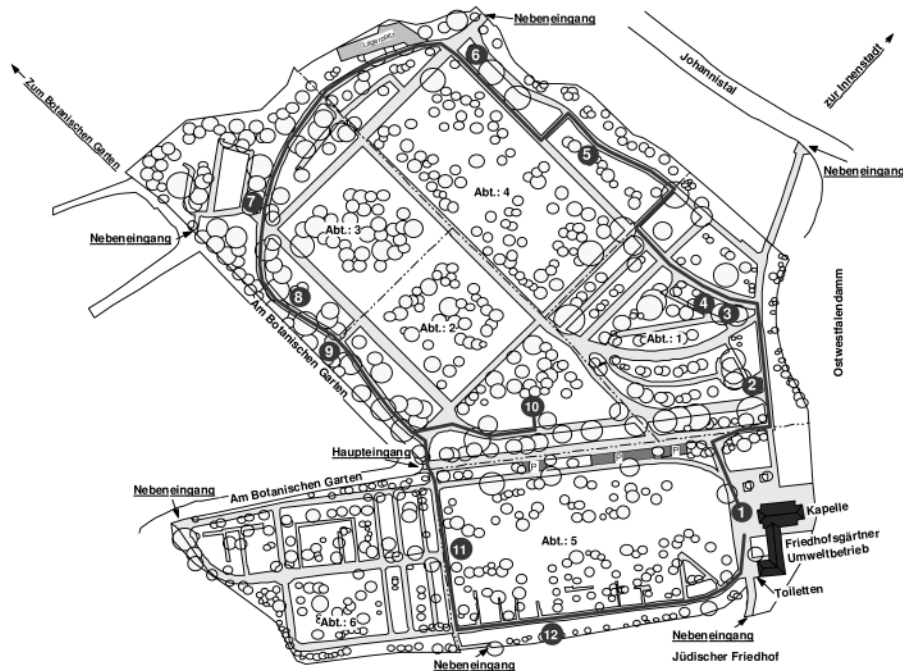 Nebeneingang
Lagerplatz
Johannistal
zur Innenstadt
Zum Botanischen Garten
6
5
Nebeneingang
7
Abt.: 4
Abt.: 3
Nebeneingang
8
4
3
Am Botanischen Garten
Abt.: 2
Abt.: 1
Ostwestfalendamm
9
2
10
Haupteingang
P
P
P
Am Botanischen Garten
Nebeneingang
1
Kapelle
11
Abt.: 5
Friedhofsgärtner
Umweltbetrieb
Toiletten
Abt.: 6
12
Nebeneingang
Nebeneingang
Jüdischer Friedhof